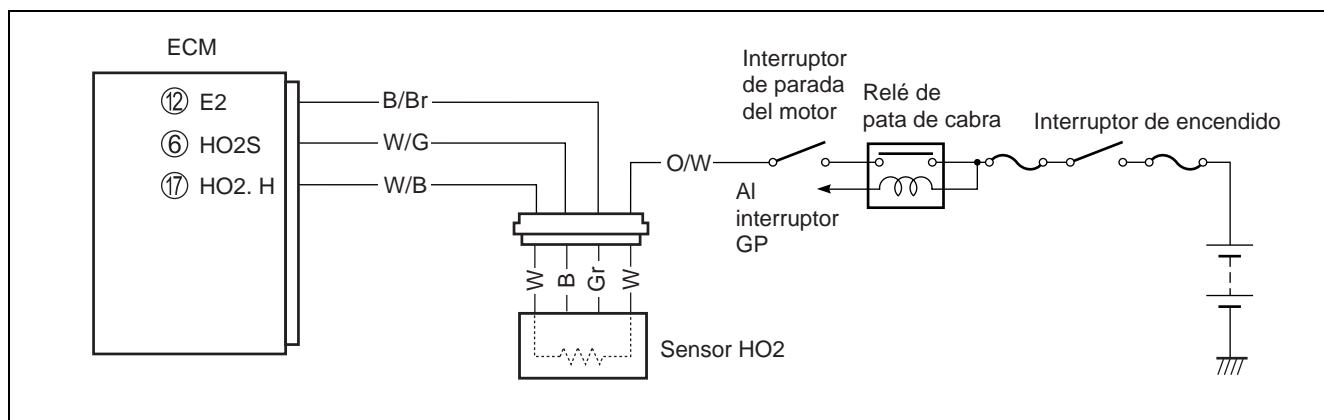 ECM
⑫ E2
⑥ HO2S
⑰ HO2. H
B/Br
W/G
W/B
O/W
Interruptor
de parada
del motor
Relé de
pata de cabra
Interruptor de encendido
Al
interruptor
GP
W
B
Gr
W
Sensor HO2